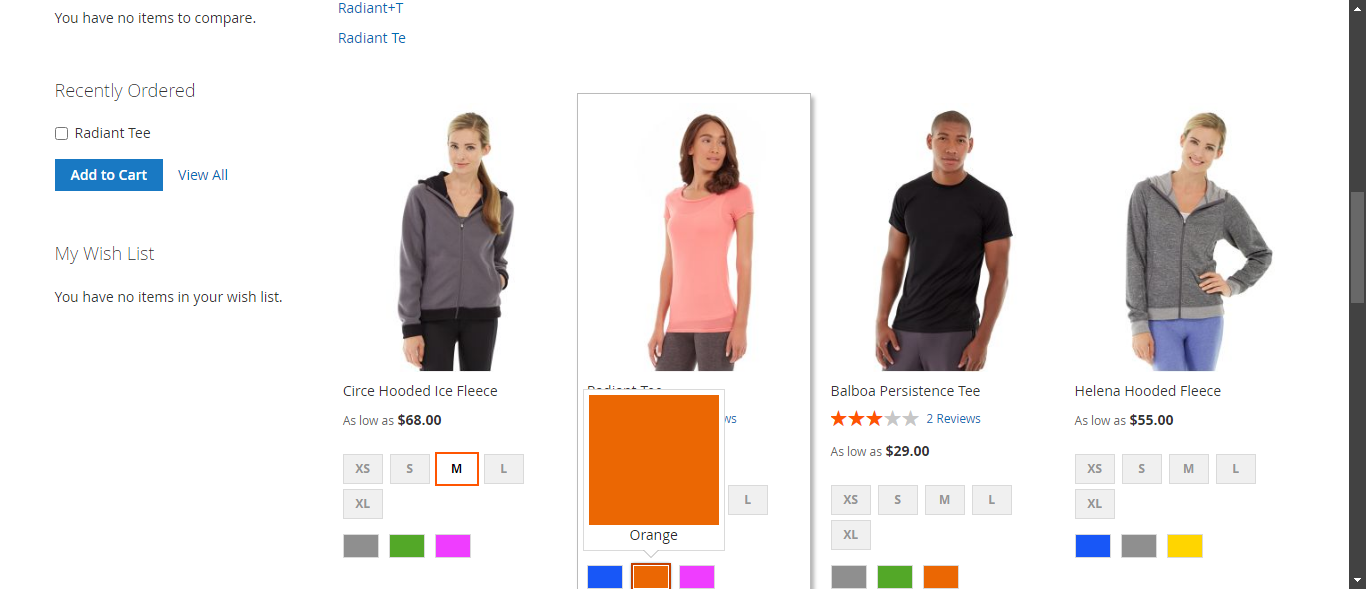 You have no items to compare.
Radiant+T
Radiant Te
Recently Ordered
Radiant Tee
Add to Cart
View All
My Wish List
You have no items in your wish list.
Circe Hooded Ice Fleece
As low as $68.00
XS S M L
XL
Radiant Tee
Orange
L
Balboa Persistence Tee
2 Reviews
As low as $29.00
XS S M L
XL
Helena Hooded Fleece
As low as $55.00
XS S M L
XL